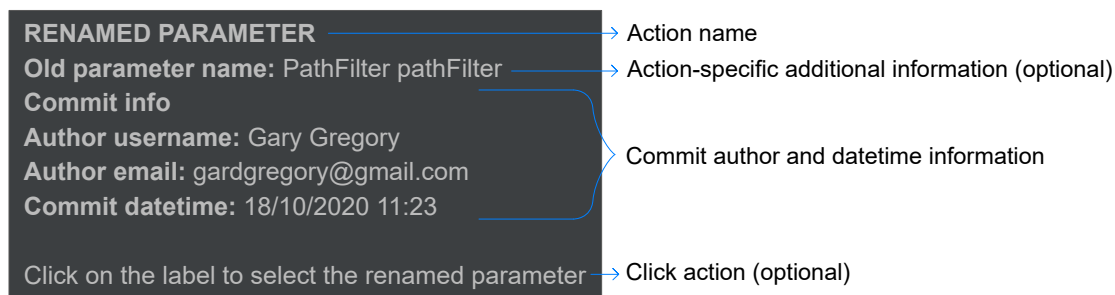 RENAMED PARAMETER
Action name
Old parameter name: PathFilter pathFilter
Action-specific additional information (optional)
Commit info
Author username: Gary Gregory
Author email: gardgregory@gmail.com
Commit datetime: 18/10/2020 11:23
Commit author and datetime information
Click on the label to select the renamed parameter
Click action (optional)